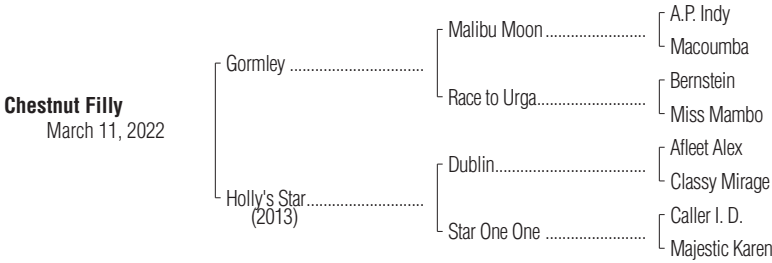 A.P. Indy
Malibu Moon ........................
Macoumba
Gormley ................................
Bernstein
Race to Urga..........................
Miss Mambo
Chestnut Filly
March 11, 2022
Afleet Alex
Dublin....................................
Classy Mirage
Holly's Star............................
(2013)
Caller I. D.
Star One One ........................
Majestic Karen